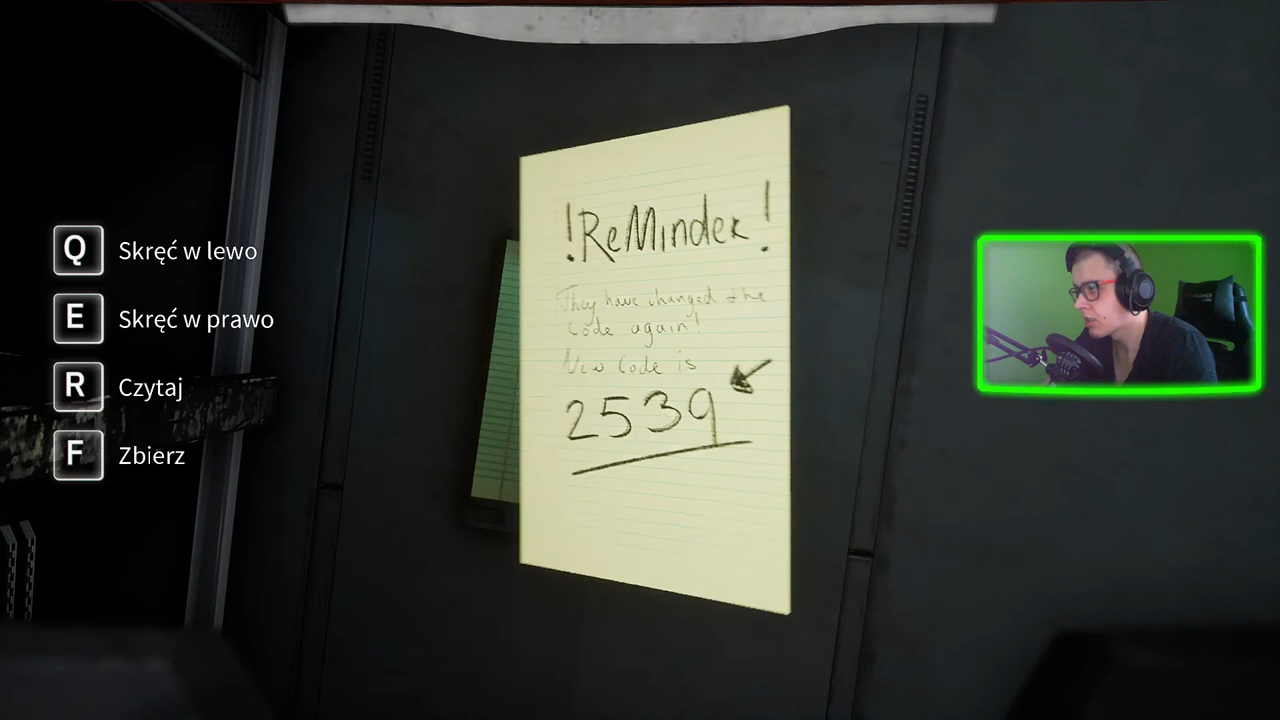 Q Skręć w lewo
E Skręć w prawo
R Czytaj
F Zbierz
!ReMinder!
They have changed the
Code again!
New Code is
2539